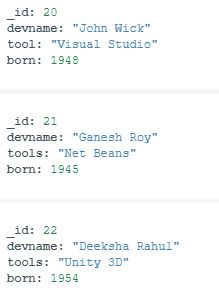 _id: 20
devname: "John Wick"
tool: "Visual Studio"
born: 1948
_id: 21
devname: "Ganesh Roy"
tools: "Net Beans"
born: 1945
_id: 22
devname: "Deeksha Rahul"
tools: "Unity 3D"
born: 1954